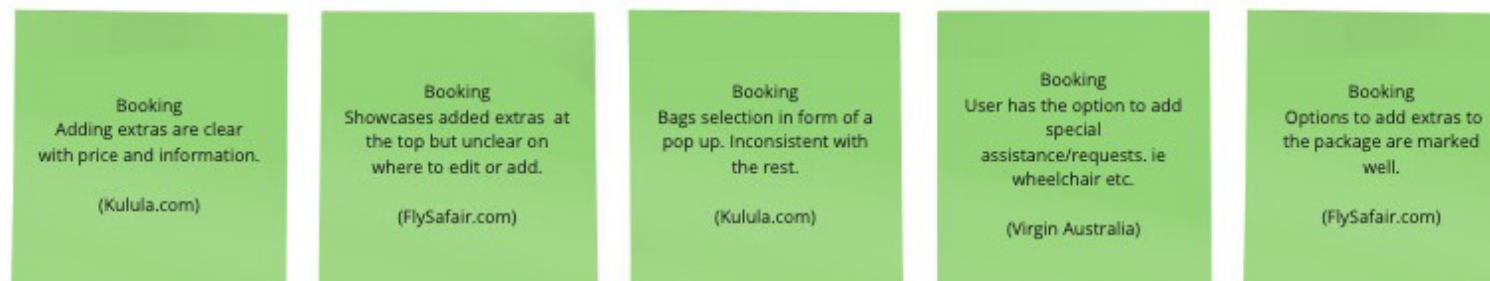 Booking
Adding extras are clear
with price and information.
(Kulula.com)
Booking
Showcases added extras at
the top but unclear on
where to edit or add.
(FlySafair.com)
Booking
Bags selection in form of a
pop up. Inconsistent with
the rest.
(Kulula.com)
Booking
User has the option to add
special
assistance/requests. ie
wheelchair etc.
(Virgin Australia)
Booking
Options to add extras to
the package are marked
well.
(FlySafair.com)